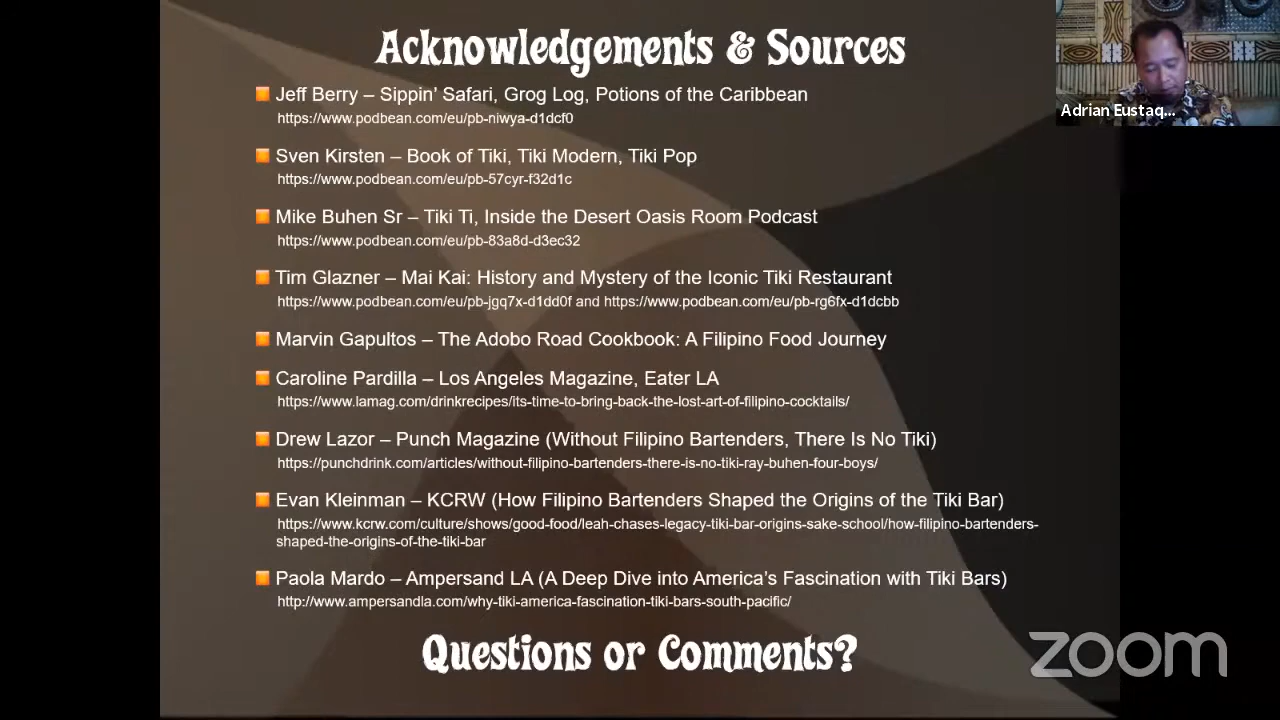 Acknowledgements & Sources
Jeff Berry – Sippin' Safari, Grog Log, Potions of the Caribbean
https://www.podbean.com/eu/pb-niwya-d1dcf0
Sven Kirsten – Book of Tiki, Tiki Modern, Tiki Pop
https://www.podbean.com/eu/pb-57cyr-f32d1c
Mike Buhen Sr – Tiki Ti, Inside the Desert Oasis Room Podcast
https://www.podbean.com/eu/pb-83a8d-d3ec32
Tim Glazner – Mai Kai: History and Mystery of the Iconic Tiki Restaurant
https://www.podbean.com/eu/pb-jgq7x-d1dd0f and https://www.podbean.com/eu/pb-rg6fx-d1dcbb
Marvin Gapultos – The Adobo Road Cookbook: A Filipino Food Journey
Caroline Pardilla – Los Angeles Magazine, Eater LA
https://www.lamag.com/drinkrecipes/its-time-to-bring-back-the-lost-art-of-filipino-cocktails/
Drew Lazor – Punch Magazine (Without Filipino Bartenders, There Is No Tiki)
https://punchdrink.com/articles/without-filipino-bartenders-there-is-no-tiki-ray-buhen-four-boys/
Evan Kleinman – KCRW (How Filipino Bartenders Shaped the Origins of the Tiki Bar)
https://www.kcrw.com/culture/shows/good-food/leah-chases-legacy-tiki-bar-origins-sake-school/how-filipino-bartenders-
shaped-the-origins-of-the-tiki-bar
Paola Mardo – Ampersand LA (A Deep Dive into America's Fascination with Tiki Bars)
http://www.ampersandla.com/why-tiki-america-fascination-tiki-bars-south-pacific/
Questions or Comments?
Adrian Eustaq...
zoom